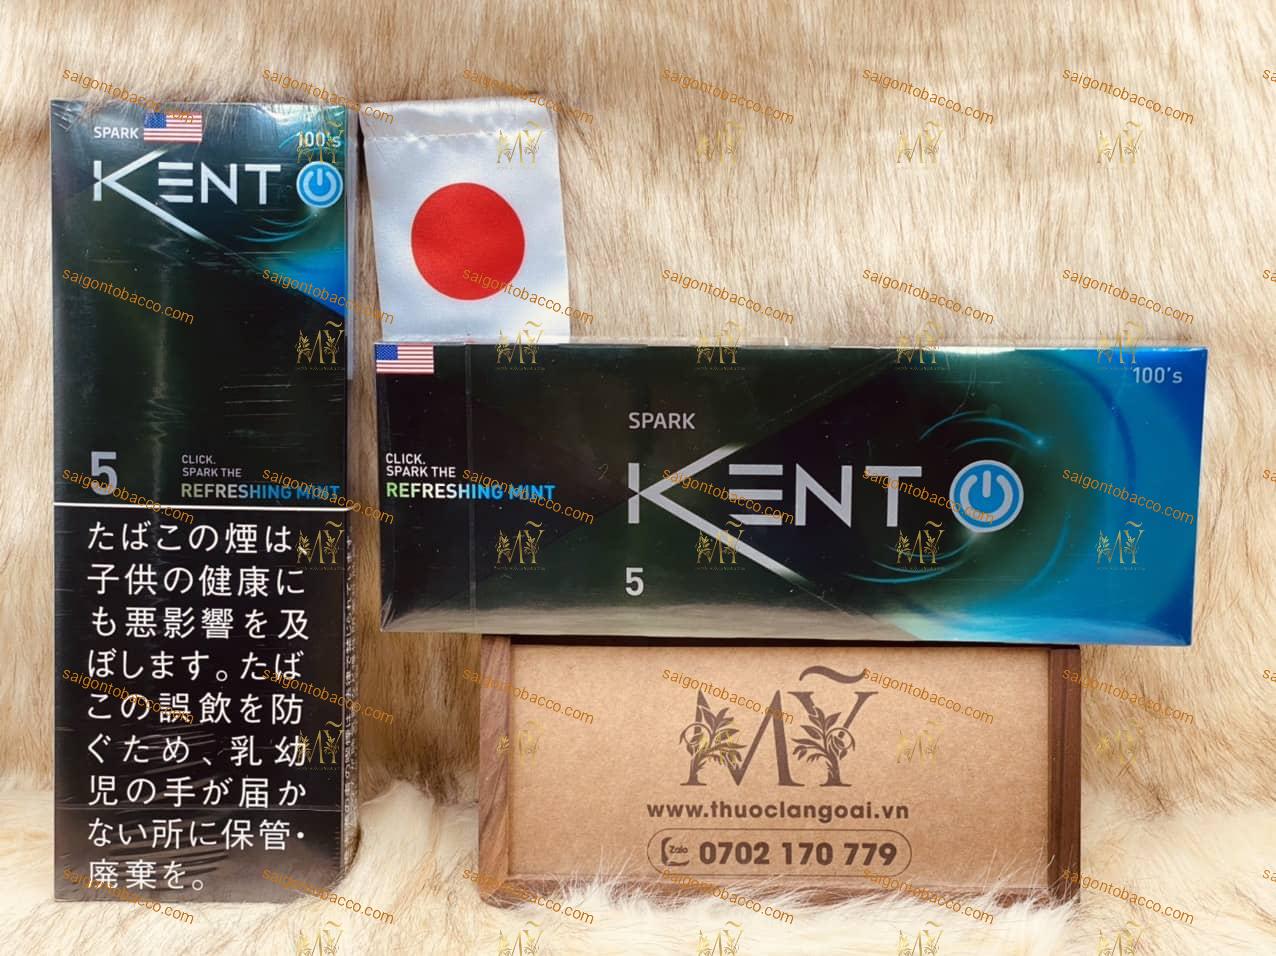 SPARK
100's
KENT
5
CLICK.
SPARK THE
REFRESHING MINT
たばこの煙は、
子供の健康に
も悪影響を及
ぼします。たば
この誤飲を防
ぐため、乳幼
児の手が届か
ない所に保管・
廃棄を。
100's
SPARK
CLICK.
SPARK THE
REFRESHING MINT
KENT
5
MỸ
www.thuoclangoai.vn
Zalo 0702 170 779
saigontobacco.com